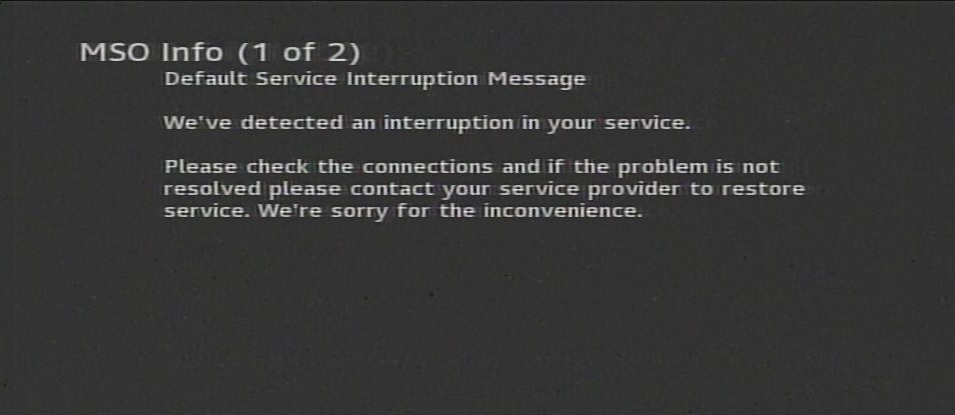 MSO Info (1 of 2)
Default Service Interruption Message
We've detected an interruption in your service.
Please check the connections and if the problem is not
resolved please contact your service provider to restore
service. We're sorry for the inconvenience.